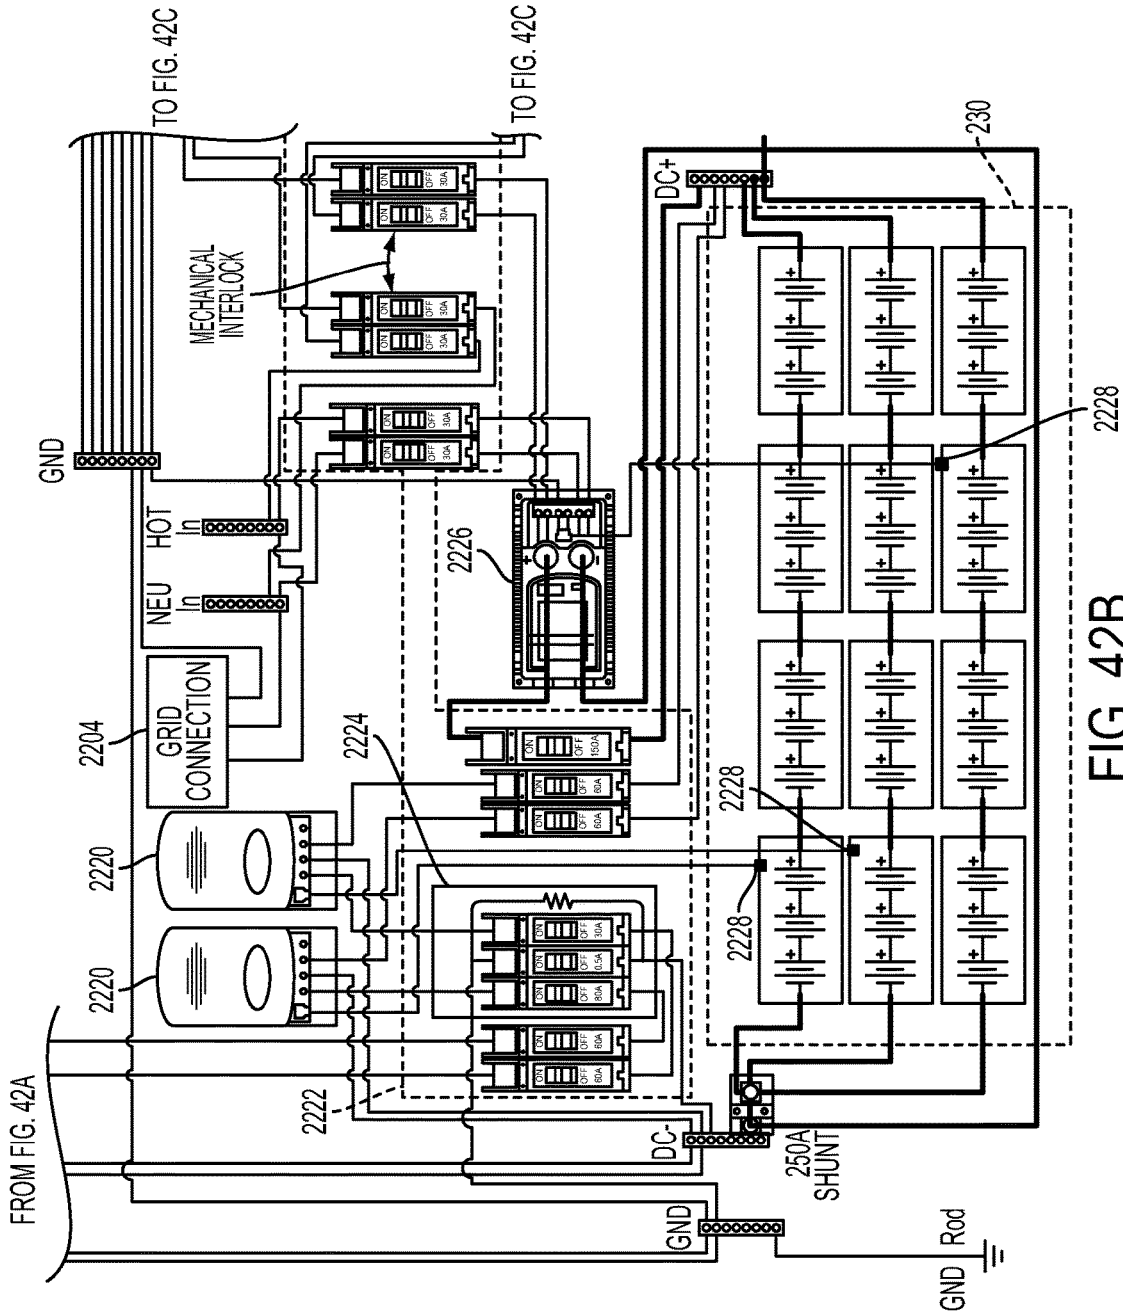 FROM FIG. 42A
TO FIG. 42C
TO FIG. 42C
GND
HOT
In
NEU
In
2204
GRID
CONNECTION
MECHANICAL
INTERLOCK
2220
2220
2222
2224
2226
ON
OFF
30A
ON
OFF
30A
ON
OFF
30A
ON
OFF
30A
ON
OFF
30A
ON
OFF
30A
ON
OFF
60A
ON
OFF
60A
ON
OFF
80A
ON
OFF
0.5A
ON
OFF
30A
ON
OFF
60A
ON
OFF
60A
ON
OFF
150A
+
-
DC+
DC-
230
2228
2228
2228
250A
SHUNT
GND
GND Rod
+ + +
+ + +
+ + +
+ + +
+ + +
+ + +
+ + +
+ + +
+ + +
+ + +
+ + +
+ + +
FIG. 42B